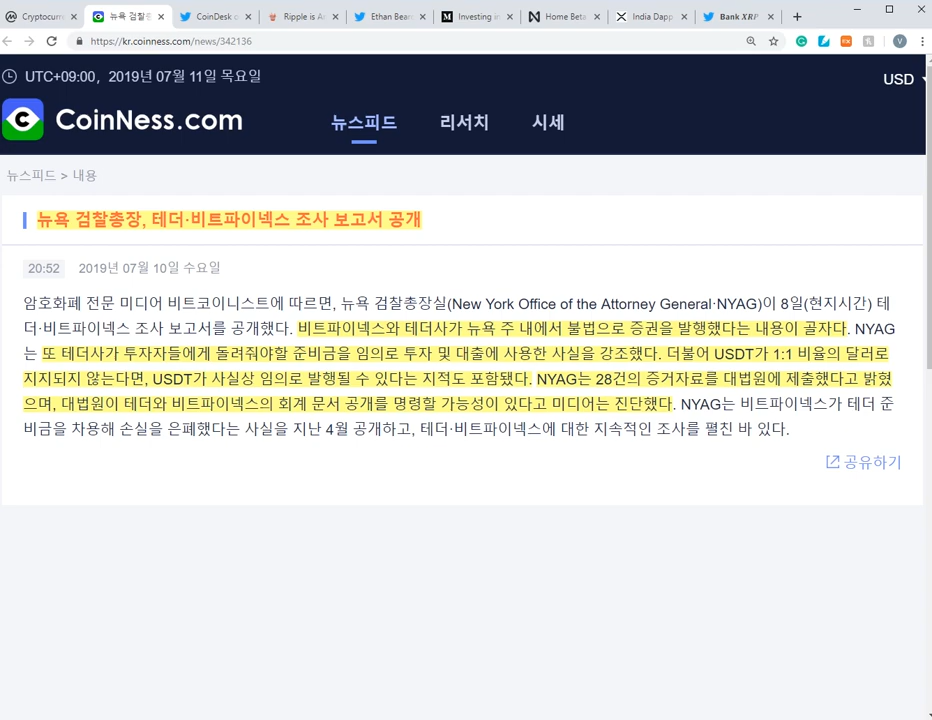 Cryptocurr
뉴욕 검찰총
CoinDesk
Ripple is A
Ethan Bear
Investing i
Home Beta
India Dapp
Bank XRP
https://kr.coinness.com/news/342136
UTC+09:00, 2019년 07월 11일 목요일
USD
CoinNess.com
뉴스피드 리서치 시세
뉴스피드 > 내용
뉴욕 검찰총장, 테더·비트파이넥스 조사 보고서 공개
20:52 2019년 07월 10일 수요일
암호화폐 전문 미디어 비트코이니스트에 따르면, 뉴욕 검찰총장실(New York Office of the Attorney General·NYAG)이 8일(현지시간) 테
더·비트파이넥스 조사 보고서를 공개했다. 비트파이넥스와 테더사가 뉴욕 주 내에서 불법으로 증권을 발행했다는 내용이 골자다. NYAG
는 또 테더사가 투자자들에게 돌려줘야할 준비금을 임의로 투자 및 대출에 사용한 사실을 강조했다. 더불어 USDT가 1:1 비율의 달러로
지지되지 않는다면, USDT가 사실상 임의로 발행될 수 있다는 지적도 포함됐다. NYAG는 28건의 증거자료를 대법원에 제출했다고 밝혔
으며, 대법원이 테더와 비트파이넥스의 회계 문서 공개를 명령할 가능성이 있다고 미디어는 진단했다. NYAG는 비트파이넥스가 테더 준
비금을 차용해 손실을 은폐했다는 사실을 지난 4월 공개하고, 테더·비트파이넥스에 대한 지속적인 조사를 펼친 바 있다.
공유하기